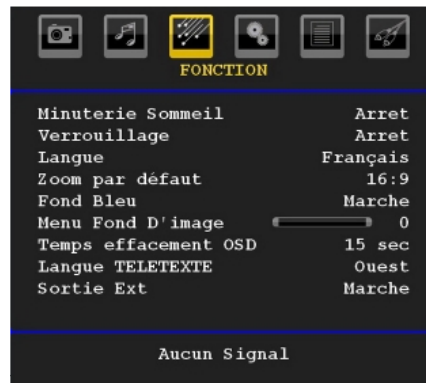 FONCTION
Minuterie Sommeil Arret
Verrouillage Arret
Langue Français
Zoom par défaut 16:9
Fond Bleu Marche
Menu Fond D'image 0
Temps effacement OSD 15 sec
Langue TELETEXTE Ouest
Sortie Ext Marche
Aucun Signal